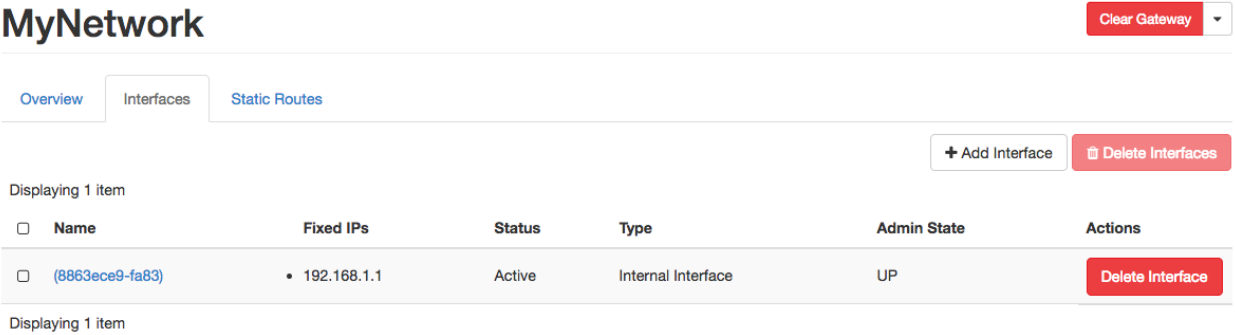 MyNetwork
Clear Gateway
Overview Interfaces Static Routes
+ Add Interface Delete Interfaces
Displaying 1 item
Name Fixed IPs Status Type Admin State Actions
(8863ece9-fa83) • 192.168.1.1 Active Internal Interface UP Delete Interface
Displaying 1 item